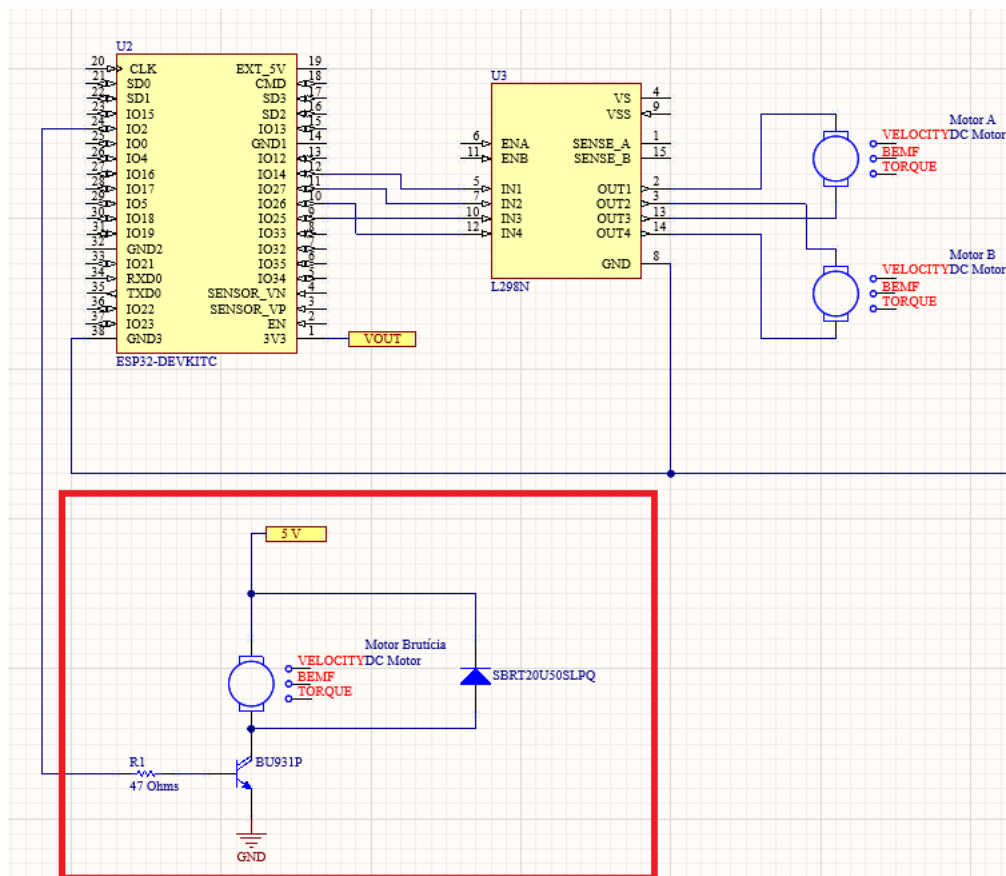 U2
20 CLK EXT_5V 19
21 SD0 CMD 18
22 SD1 SD3 17
23 IO15 SD2 16
24 IO2 IO13 15
25 IO0 GND1 14
26 IO4 IO12 13
27 IO16 IO14 12
28 IO17 IO27 11
29 IO5 IO26 10
30 IO18 IO25 9
31 IO19 IO33 8
32 GND2 IO32 7
33 IO21 IO35 6
34 RXD0 IO34 5
35 TXD0 SENSOR_VN 4
36 IO22 SENSOR_VP 3
37 IO23 EN 2
38 GND3 3V3 1
VOUT
ESP32-DEVKITC
U3
VS 4
VSS 9
6 ENA SENSE_A 1
11 ENB SENSE_B 15
5 IN1 OUT1 2
7 IN2 OUT2 3
10 IN3 OUT3 13
12 IN4 OUT4 14
GND 8
L298N
Motor A
VELOCITY DC Motor
BEMF
TORQUE
Motor B
VELOCITY DC Motor
BEMF
TORQUE
5 V
Motor Brutícia
VELOCITY DC Motor
BEMF
TORQUE
SBRT20U50SLPQ
R1
47 Ohms
BU931P
GND